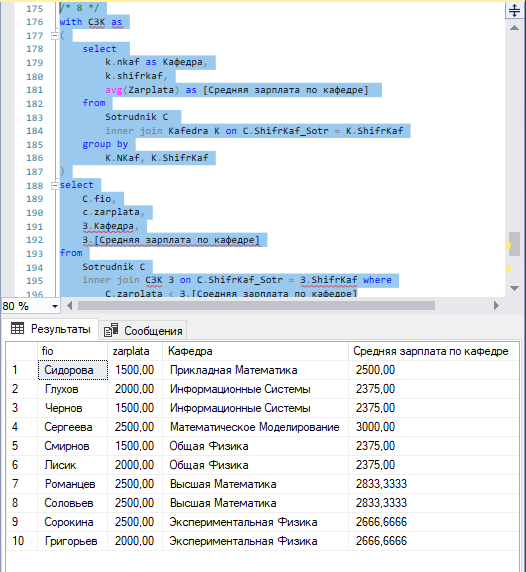 175 /* 8 */
176 with СЗК as
177 (
178 select
179 k.nkaf as Кафедра,
180 k.shifrkaf,
181 avg(Zarplata) as [Средняя зарплата по кафедре]
182 from
183 Sotrudnik C
184 inner join Kafedra K on C.ShifrKaf_Sotr = K.ShifrKaf
185 group by
186 K.NKaf, K.ShifrKaf
187 )
188 select
189 C.fio,
190 c.zarplata,
191 З.Кафедра,
192 З.[Средняя зарплата по кафедре]
193 from
194 Sotrudnik C
195 inner join СЗК З on C.ShifrKaf_Sotr = З.ShifrKaf where
196 C.zarplata < З.[Средняя зарплата по кафедре]
80 %
Результаты Сообщения
fio zarplata Кафедра Средняя зарплата по кафедре
1 Сидорова 1500,00 Прикладная Математика 2500,00
2 Глухов 2000,00 Информационные Системы 2375,00
3 Чернов 1500,00 Информационные Системы 2375,00
4 Сергеева 2500,00 Математическое Моделирование 3000,00
5 Смирнов 1500,00 Общая Физика 2375,00
6 Лисик 2000,00 Общая Физика 2375,00
7 Романцев 2500,00 Высшая Математика 2833,3333
8 Соловьев 2500,00 Высшая Математика 2833,3333
9 Сорокина 2500,00 Экспериментальная Физика 2666,6666
10 Григорьев 2000,00 Экспериментальная Физика 2666,6666